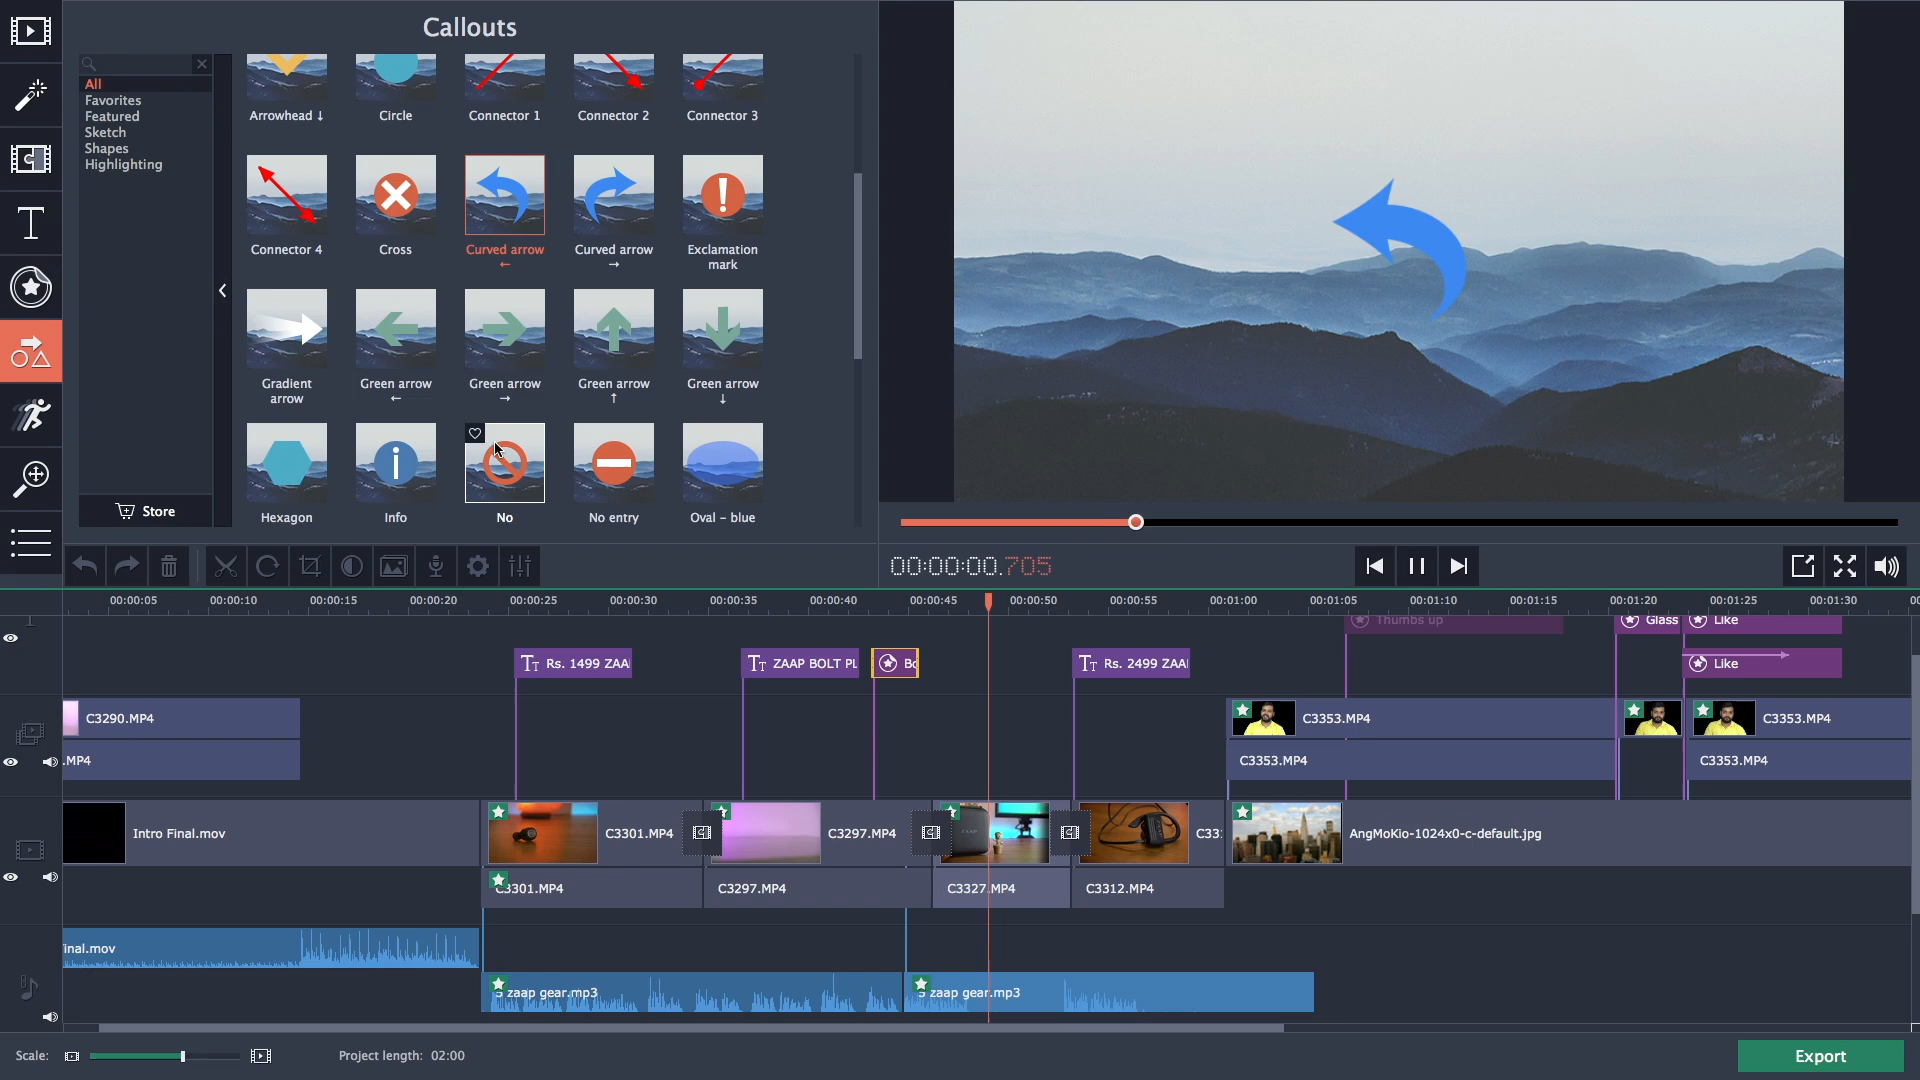 Callouts
All
Favorites
Featured
Sketch
Shapes
Highlighting
Store
Arrowhead ↓
Circle
Connector 1
Connector 2
Connector 3
Connector 4
Cross
Curved arrow
←
Curved arrow
→
Exclamation
mark
Gradient
arrow
Green arrow
←
Green arrow
→
Green arrow
↑
Green arrow
↓
Hexagon
Info
No
No entry
Oval - blue
00:00:00.705
00:00:05
00:00:10
00:00:15
00:00:20
00:00:25
00:00:30
00:00:35
00:00:40
00:00:45
00:00:50
00:00:55
00:01:00
00:01:05
00:01:10
00:01:15
00:01:20
00:01:25
00:01:30
Thumbs up
Glass
Like
Rs. 1499 ZAA
ZAAP BOLT PL
Rs. 2499 ZAA
Like
C3290.MP4
C3353.MP4
C3353.MP4
.MP4
C3353.MP4
C3353.MP4
Intro Final.mov
C3301.MP4
C3297.MP4
AngMoKio-1024x0-c-default.jpg
C3301.MP4
C3297.MP4
C3327.MP4
C3312.MP4
inal.mov
5 zaap gear.mp3
5 zaap gear.mp3
Scale:
Project length: 02:00
Export